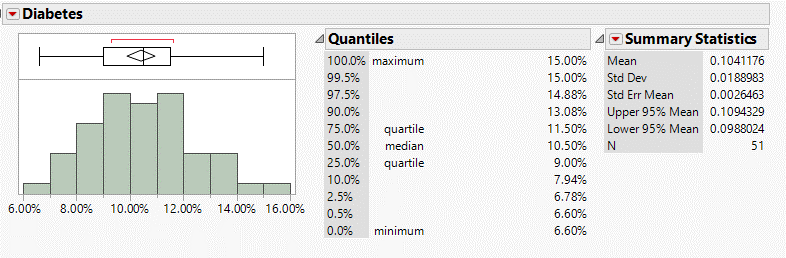 Diabetes
6.00% 8.00% 10.00% 12.00% 14.00% 16.00%
Quantiles
100.0% maximum 15.00%
99.5% 15.00%
97.5% 14.88%
90.0% 13.08%
75.0% quartile 11.50%
50.0% median 10.50%
25.0% quartile 9.00%
10.0% 7.94%
2.5% 6.78%
0.5% 6.60%
0.0% minimum 6.60%
Summary Statistics
Mean 0.1041176
Std Dev 0.0188983
Std Err Mean 0.0026463
Upper 95% Mean 0.1094329
Lower 95% Mean 0.0988024
N 51